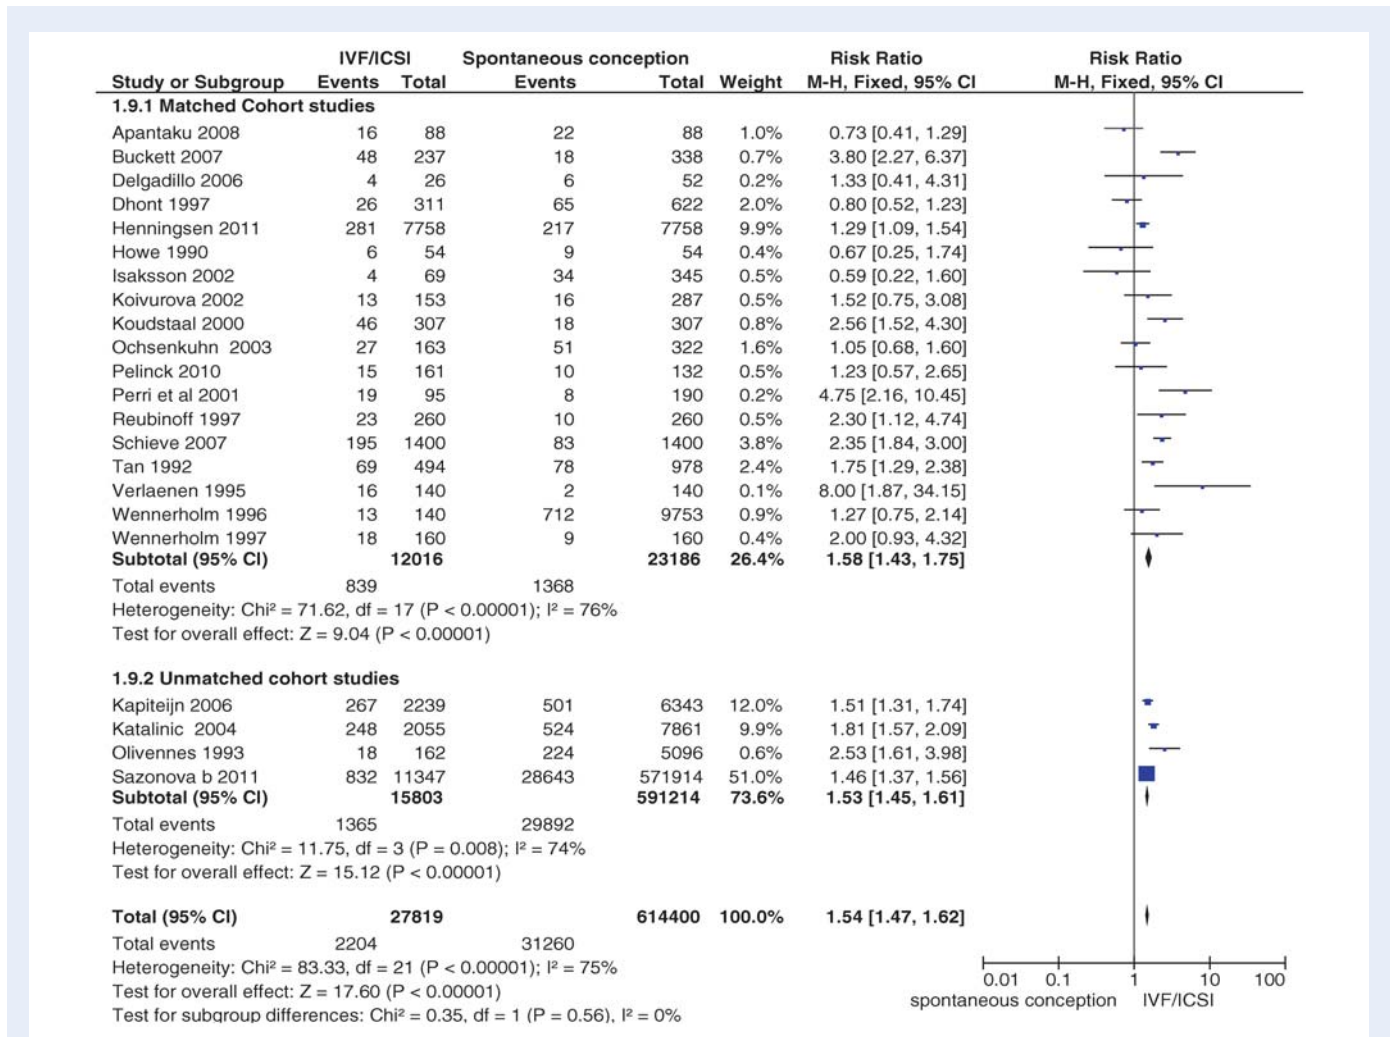 IVF/ICSI Spontaneous conception Risk Ratio Risk Ratio
Study or Subgroup Events Total Events Total Weight M-H, Fixed, 95% CI M-H, Fixed, 95% CI
1.9.1 Matched Cohort studies
Apantaku 2008 16 88 22 88 1.0% 0.73 [0.41, 1.29]
Buckett 2007 48 237 18 338 0.7% 3.80 [2.27, 6.37]
Delgadillo 2006 4 26 6 52 0.2% 1.33 [0.41, 4.31]
Dhont 1997 26 311 65 622 2.0% 0.80 [0.52, 1.23]
Henningsen 2011 281 7758 217 7758 9.9% 1.29 [1.09, 1.54]
Howe 1990 6 54 9 54 0.4% 0.67 [0.25, 1.74]
Isaksson 2002 4 69 34 345 0.5% 0.59 [0.22, 1.60]
Koivurova 2002 13 153 16 287 0.5% 1.52 [0.75, 3.08]
Koudstaal 2000 46 307 18 307 0.8% 2.56 [1.52, 4.30]
Ochsenkuhn 2003 27 163 51 322 1.6% 1.05 [0.68, 1.60]
Pelinck 2010 15 161 10 132 0.5% 1.23 [0.57, 2.65]
Perri et al 2001 19 95 8 190 0.2% 4.75 [2.16, 10.45]
Reubinoff 1997 23 260 10 260 0.5% 2.30 [1.12, 4.74]
Schieve 2007 195 1400 83 1400 3.8% 2.35 [1.84, 3.00]
Tan 1992 69 494 78 978 2.4% 1.75 [1.29, 2.38]
Verlaenen 1995 16 140 2 140 0.1% 8.00 [1.87, 34.15]
Wennerholm 1996 13 140 712 9753 0.9% 1.27 [0.75, 2.14]
Wennerholm 1997 18 160 9 160 0.4% 2.00 [0.93, 4.32]
Subtotal (95% CI) 12016 23186 26.4% 1.58 [1.43, 1.75]
Total events 839 1368
Heterogeneity: Chi² = 71.62, df = 17 (P < 0.00001); I² = 76%
Test for overall effect: Z = 9.04 (P < 0.00001)
1.9.2 Unmatched cohort studies
Kapiteijn 2006 267 2239 501 6343 12.0% 1.51 [1.31, 1.74]
Katalinic 2004 248 2055 524 7861 9.9% 1.81 [1.57, 2.09]
Olivennes 1993 18 162 224 5096 0.6% 2.53 [1.61, 3.98]
Sazonova b 2011 832 11347 28643 571914 51.0% 1.46 [1.37, 1.56]
Subtotal (95% CI) 15803 591214 73.6% 1.53 [1.45, 1.61]
Total events 1365 29892
Heterogeneity: Chi² = 11.75, df = 3 (P = 0.008); I² = 74%
Test for overall effect: Z = 15.12 (P < 0.00001)
Total (95% CI) 27819 614400 100.0% 1.54 [1.47, 1.62]
Total events 2204 31260
Heterogeneity: Chi² = 83.33, df = 21 (P < 0.00001); I² = 75%
Test for overall effect: Z = 17.60 (P < 0.00001)
Test for subgroup differences: Chi² = 0.35, df = 1 (P = 0.56), I² = 0%
0.01 0.1 1 10 100
spontaneous conception IVF/ICSI